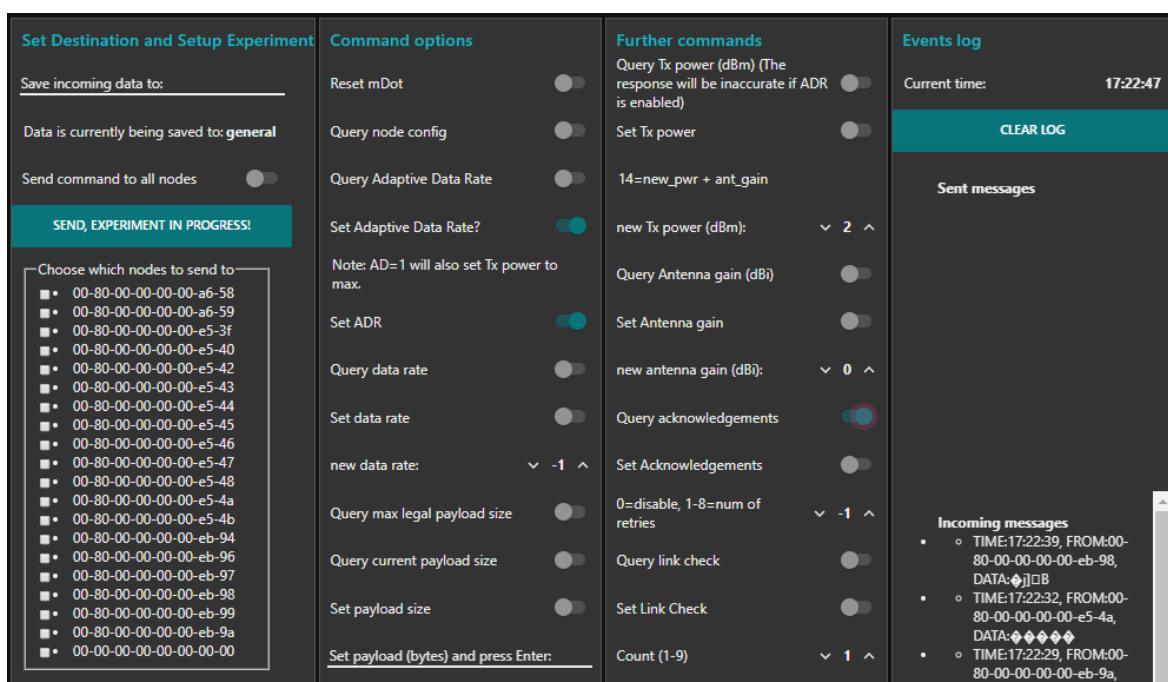 Set Destination and Setup Experiment
Save incoming data to:
Data is currently being saved to: general
Send command to all nodes
SEND, EXPERIMENT IN PROGRESS!
Choose which nodes to send to
00-80-00-00-00-00-a6-58
00-80-00-00-00-00-a6-59
00-80-00-00-00-00-e5-3f
00-80-00-00-00-00-e5-40
00-80-00-00-00-00-e5-42
00-80-00-00-00-00-e5-43
00-80-00-00-00-00-e5-44
00-80-00-00-00-00-e5-45
00-80-00-00-00-00-e5-46
00-80-00-00-00-00-e5-47
00-80-00-00-00-00-e5-48
00-80-00-00-00-00-e5-4a
00-80-00-00-00-00-e5-4b
00-80-00-00-00-00-eb-94
00-80-00-00-00-00-eb-96
00-80-00-00-00-00-eb-97
00-80-00-00-00-00-eb-98
00-80-00-00-00-00-eb-99
00-80-00-00-00-00-eb-9a
00-00-00-00-00-00-00-00
Command options
Reset mDot
Query node config
Query Adaptive Data Rate
Set Adaptive Data Rate?
Note: AD=1 will also set Tx power to
max.
Set ADR
Query data rate
Set data rate
new data rate: -1
Query max legal payload size
Query current payload size
Set payload size
Set payload (bytes) and press Enter:
Further commands
Query Tx power (dBm) (The
response will be inaccurate if ADR
is enabled)
Set Tx power
14=new_pwr + ant_gain
new Tx power (dBm): 2
Query Antenna gain (dBi)
Set Antenna gain
new antenna gain (dBi): 0
Query acknowledgements
Set Acknowledgements
0=disable, 1-8=num of
retries -1
Query link check
Set Link Check
Count (1-9) 1
Events log
Current time: 17:22:47
CLEAR LOG
Sent messages
Incoming messages
TIME:17:22:39, FROM:00-
80-00-00-00-00-eb-98,
DATA:�j]□B
TIME:17:22:32, FROM:00-
80-00-00-00-00-e5-4a,
DATA:�����
TIME:17:22:29, FROM:00-
80-00-00-00-00-eb-9a,